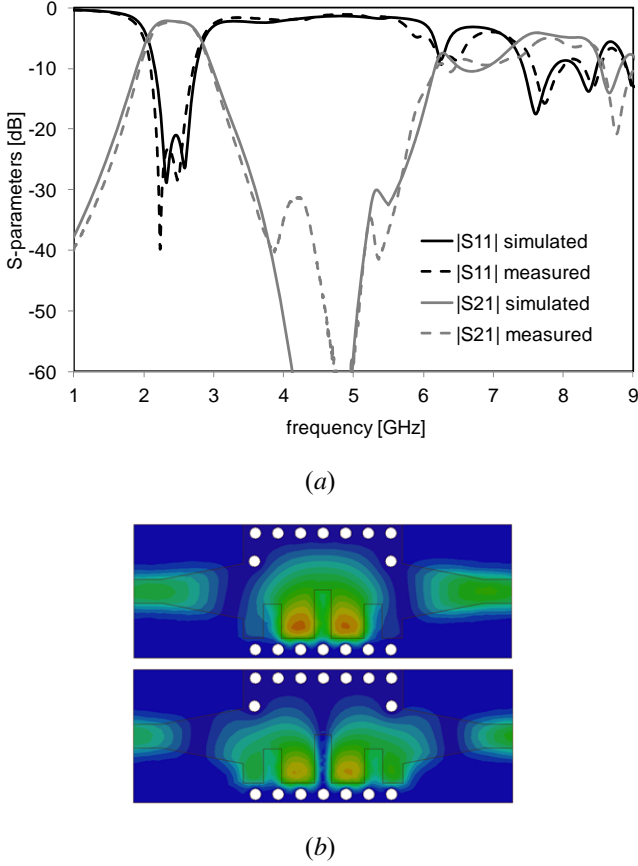 0
-10
-20
-30
-40
-50
-60
S-parameters [dB]
|S11| simulated
|S11| measured
|S21| simulated
|S21| measured
1 2 3 4 5 6 7 8 9
frequency [GHz]
(a)
(b)